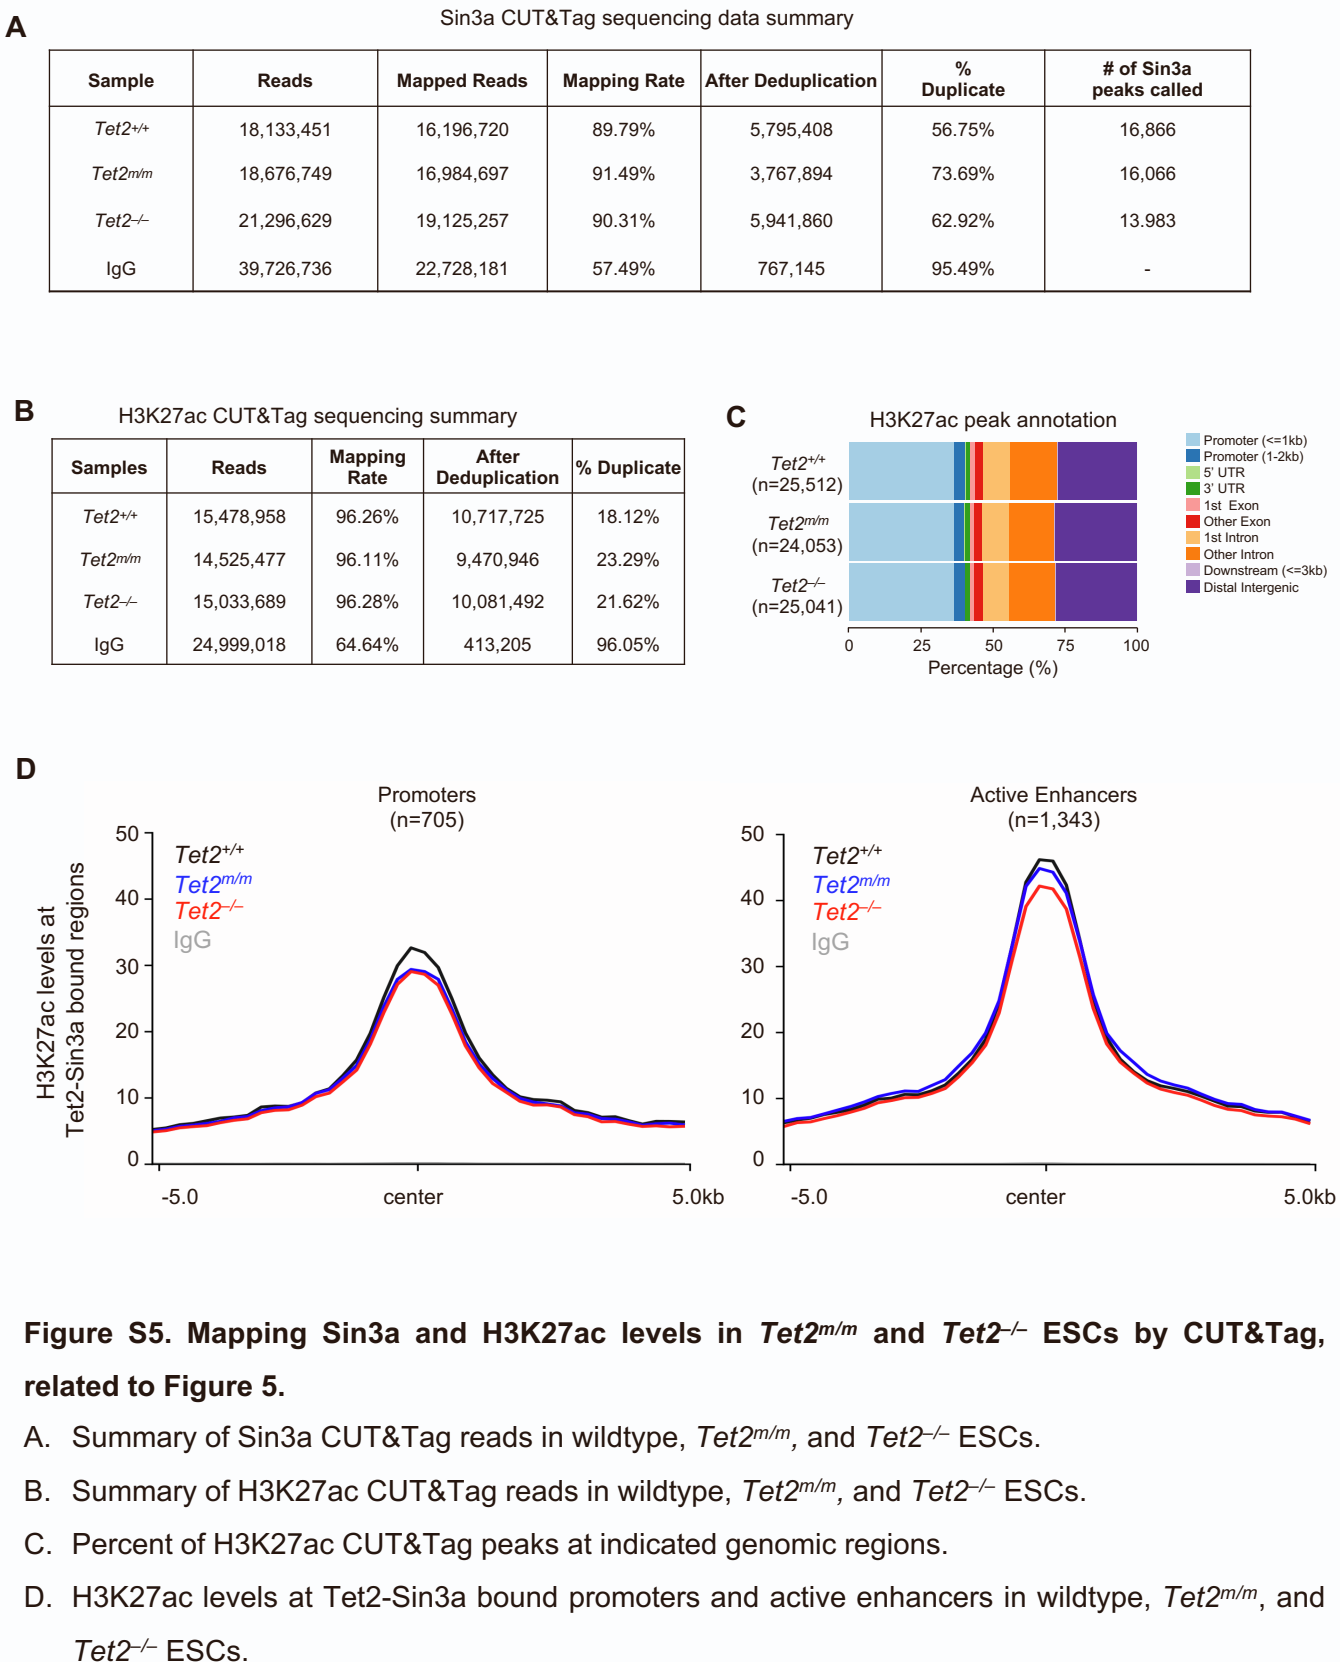 A
Sin3a CUT&Tag sequencing data summary
Sample Reads Mapped Reads Mapping Rate After Deduplication % Duplicate # of Sin3a peaks called
Tet2+/+ 18,133,451 16,196,720 89.79% 5,795,408 56.75% 16,866
Tet2m/m 18,676,749 16,984,697 91.49% 3,767,894 73.69% 16,066
Tet2–/– 21,296,629 19,125,257 90.31% 5,941,860 62.92% 13.983
IgG 39,726,736 22,728,181 57.49% 767,145 95.49% -
B
H3K27ac CUT&Tag sequencing summary
Samples Reads Mapping Rate After Deduplication % Duplicate
Tet2+/+ 15,478,958 96.26% 10,717,725 18.12%
Tet2m/m 14,525,477 96.11% 9,470,946 23.29%
Tet2–/– 15,033,689 96.28% 10,081,492 21.62%
IgG 24,999,018 64.64% 413,205 96.05%
C
H3K27ac peak annotation
Tet2+/+
(n=25,512)
Tet2m/m
(n=24,053)
Tet2–/–
(n=25,041)
0 25 50 75 100
Percentage (%)
Promoter (<=1kb)
Promoter (1-2kb)
5' UTR
3' UTR
1st Exon
Other Exon
1st Intron
Other Intron
Downstream (<=3kb)
Distal Intergenic
D
H3K27ac levels at
Tet2-Sin3a bound regions
Promoters
(n=705)
50
40
30
20
10
0
Tet2+/+
Tet2m/m
Tet2–/–
IgG
-5.0 center 5.0kb
Active Enhancers
(n=1,343)
50
40
30
20
10
0
Tet2+/+
Tet2m/m
Tet2–/–
IgG
-5.0 center 5.0kb
Figure S5. Mapping Sin3a and H3K27ac levels in Tet2m/m and Tet2–/– ESCs by CUT&Tag,
related to Figure 5.
A. Summary of Sin3a CUT&Tag reads in wildtype, Tet2m/m, and Tet2–/– ESCs.
B. Summary of H3K27ac CUT&Tag reads in wildtype, Tet2m/m, and Tet2–/– ESCs.
C. Percent of H3K27ac CUT&Tag peaks at indicated genomic regions.
D. H3K27ac levels at Tet2-Sin3a bound promoters and active enhancers in wildtype, Tet2m/m, and
Tet2–/– ESCs.